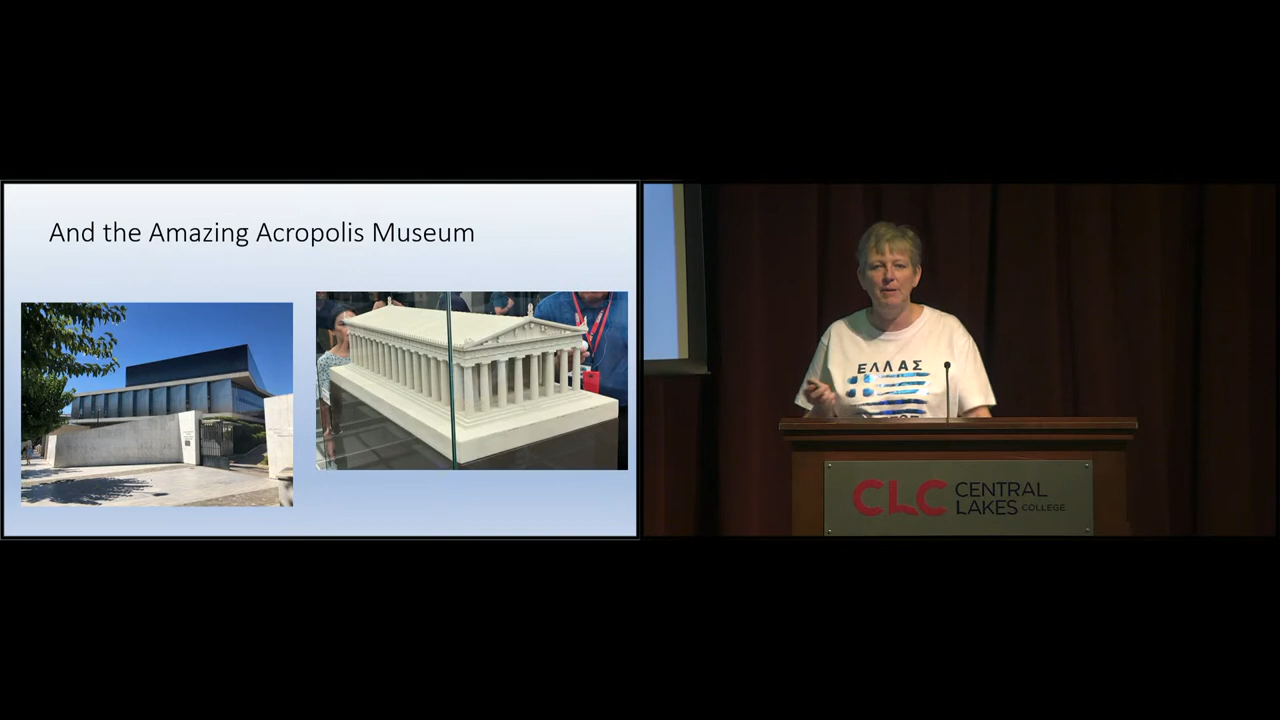 And the Amazing Acropolis Museum
ΕΛΛΑΣ
CLC CENTRAL
LAKES COLLEGE